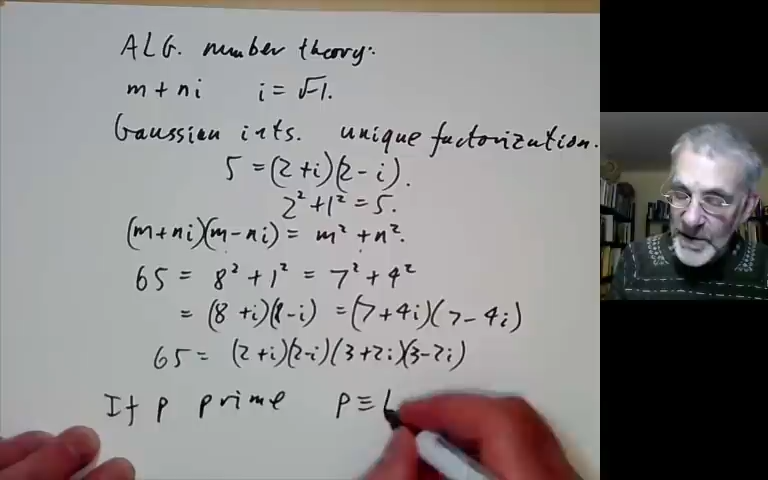 ALG. number theory:
m + ni i = √-1.
Gaussian ints. unique factorization.
5 = (2 + i)(2 - i).
2² + 1² = 5.
(m+ni)(m-ni) = m² + n².
65 = 8² + 1² = 7² + 4²
= (8 + i)(8 - i) = (7+4i)(7-4i)
65 = (2+i)(2-i)(3+2i)(3-2i)
If p prime p ≡